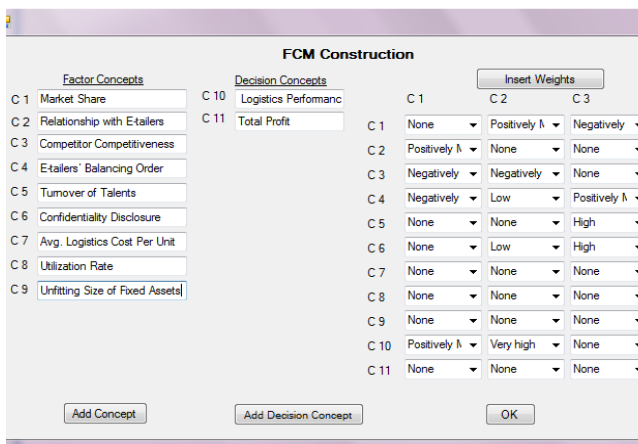 FCM Construction
Factor Concepts
Decision Concepts
Insert Weights
C 1 Market Share
C 2 Relationship with E-tailers
C 3 Competitor Competitiveness
C 4 E-tailers' Balancing Order
C 5 Turnover of Talents
C 6 Confidentiality Disclosure
C 7 Avg. Logistics Cost Per Unit
C 8 Utilization Rate
C 9 Unfitting Size of Fixed Assets
C 10 Logistics Performanc
C 11 Total Profit
C 1 C 2 C 3
C 1 None Positively M Negatively
C 2 Positively M None None
C 3 Negatively Negatively None
C 4 Negatively Low Positively M
C 5 None None High
C 6 None Low High
C 7 None None None
C 8 None None None
C 9 None None None
C 10 Positively M Very high None
C 11 None None None
Add Concept
Add Decision Concept
OK